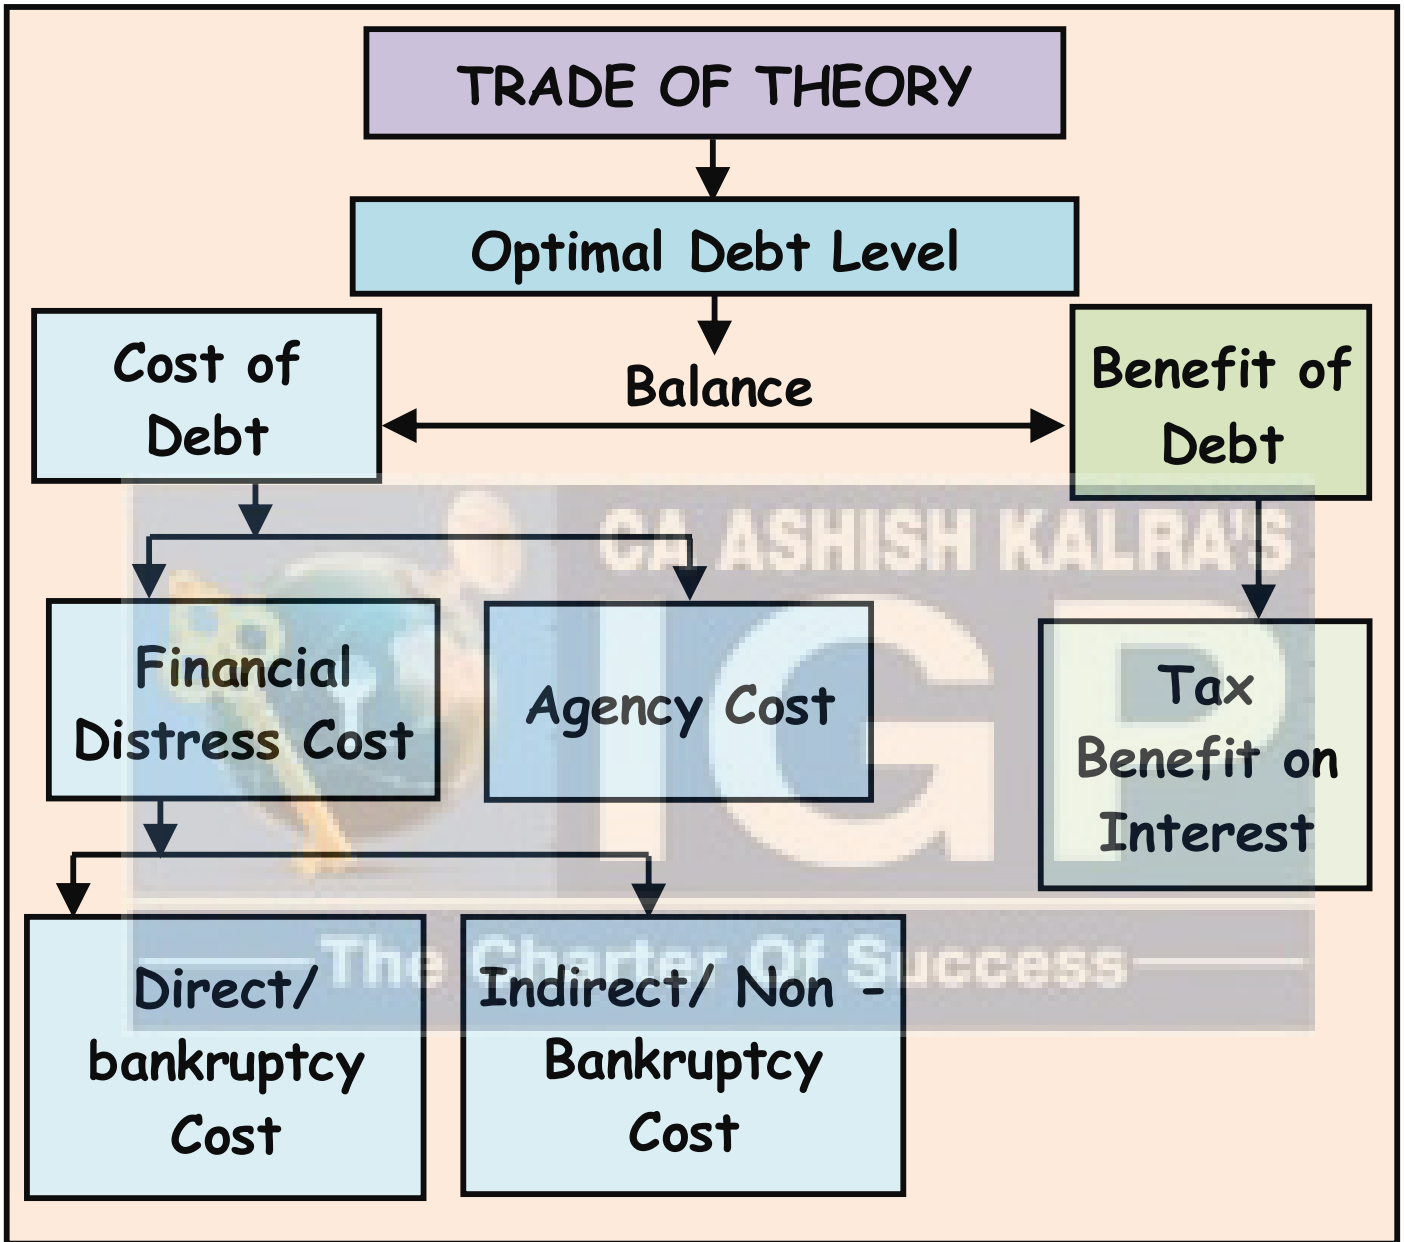 TRADE OF THEORY
Optimal Debt Level
Cost of
Debt
Balance
Benefit of
Debt
CA ASHISH KALRA'S
IGP
Financial
Distress Cost
Agency Cost
Tax
Benefit on
Interest
The Charter Of Success
Direct/
bankruptcy
Cost
Indirect/ Non -
Bankruptcy
Cost